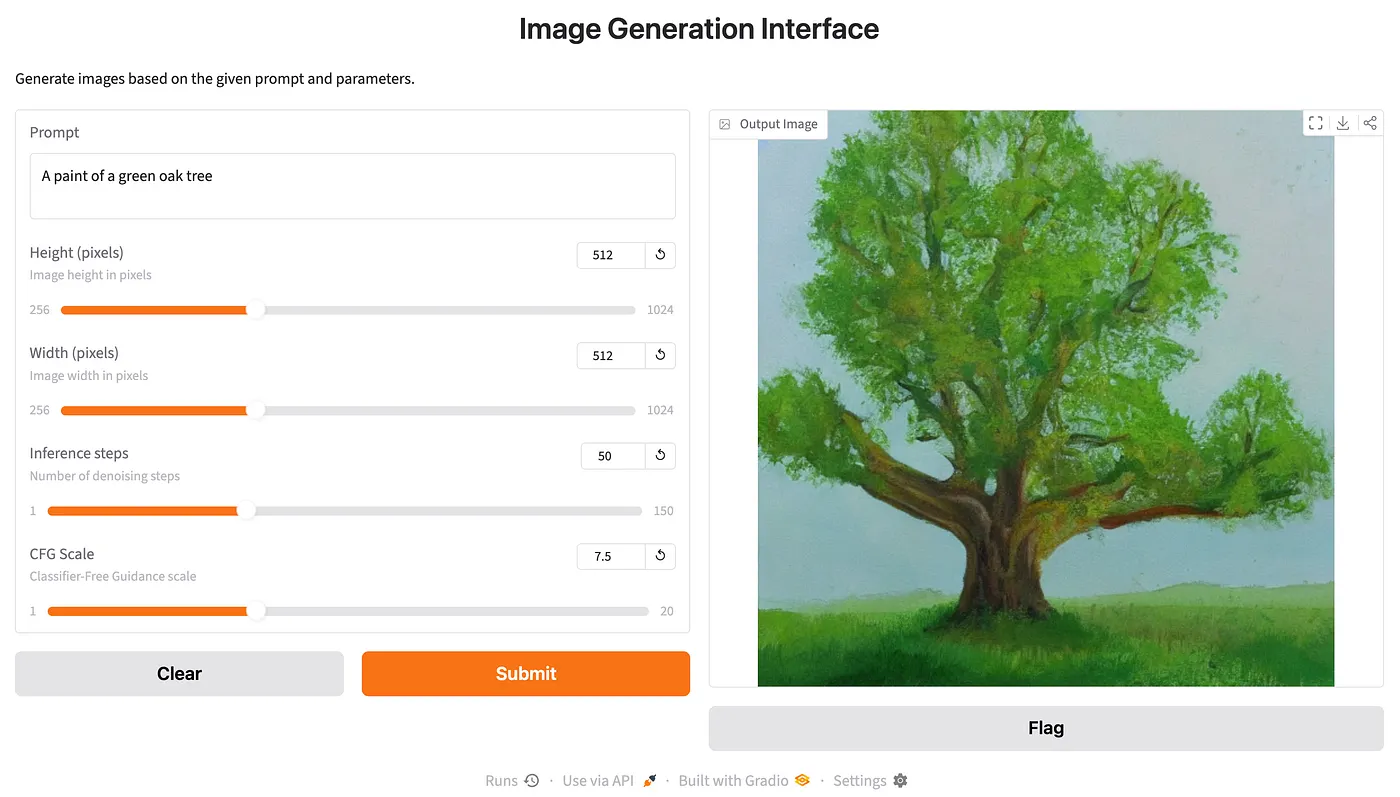 Image Generation Interface
Generate images based on the given prompt and parameters.
Prompt
A paint of a green oak tree
Height (pixels)
512
Image height in pixels
256
1024
Width (pixels)
512
Image width in pixels
256
1024
Inference steps
50
Number of denoising steps
1
150
CFG Scale
7.5
Classifier-Free Guidance scale
1
20
Clear
Submit
Output Image
Flag
Runs · Use via API · Built with Gradio · Settings